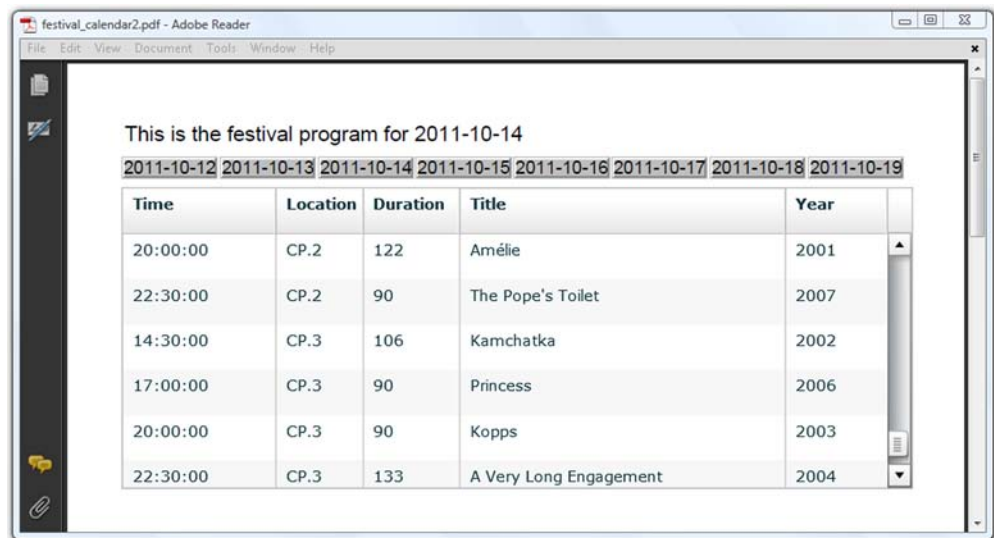 festival_calendar2.pdf - Adobe Reader
File Edit View Document Tools Window Help
This is the festival program for 2011-10-14
2011-10-12 2011-10-13 2011-10-14 2011-10-15 2011-10-16 2011-10-17 2011-10-18 2011-10-19
Time Location Duration Title Year
20:00:00 CP.2 122 Amélie 2001
22:30:00 CP.2 90 The Pope's Toilet 2007
14:30:00 CP.3 106 Kamchatka 2002
17:00:00 CP.3 90 Princess 2006
20:00:00 CP.3 90 Kopps 2003
22:30:00 CP.3 133 A Very Long Engagement 2004